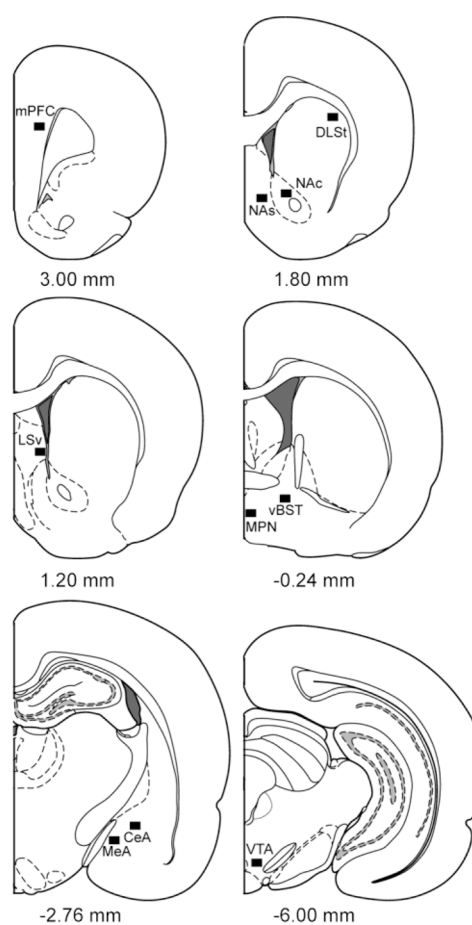 mPFC
DLSt
NAc
NAs
3.00 mm
1.80 mm
LSv
vBST
MPN
1.20 mm
-0.24 mm
CeA
MeA
VTA
-2.76 mm
-6.00 mm